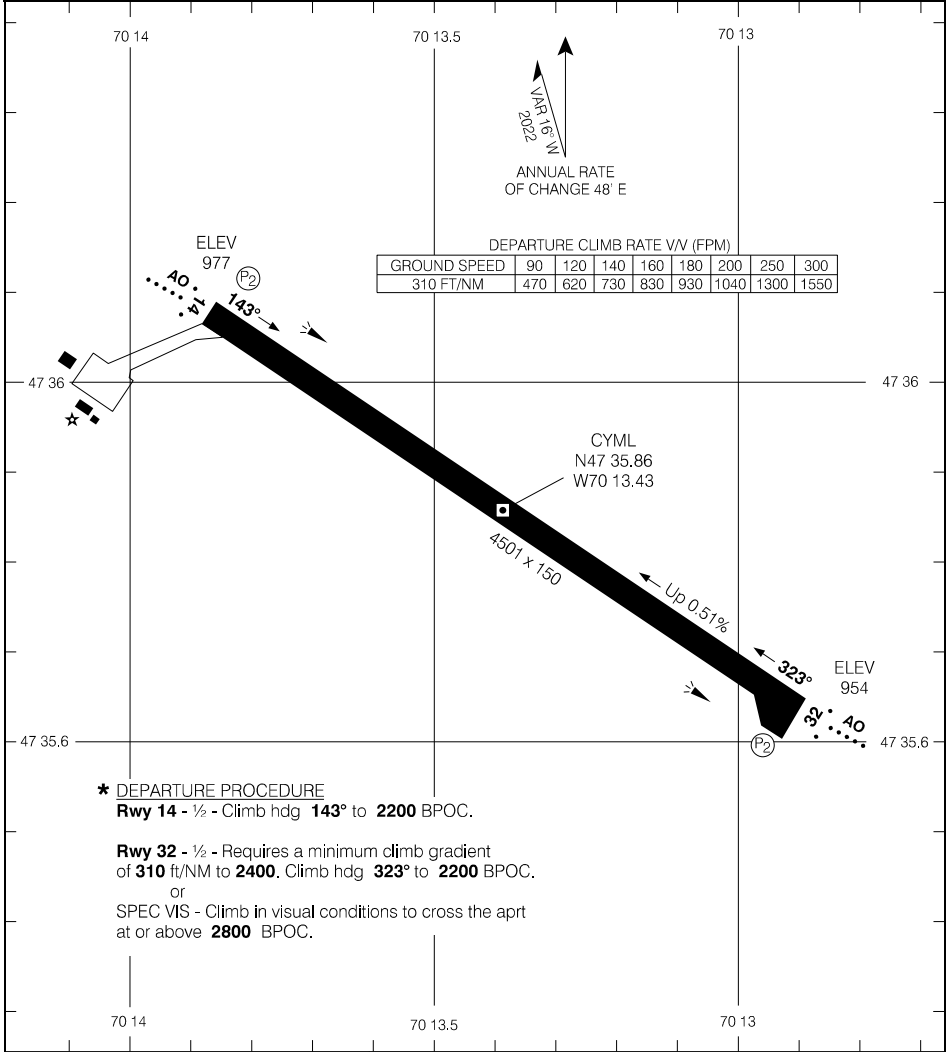 70 14 70 13.5 70 13
VAR 16° W
2022
ANNUAL RATE
OF CHANGE 48' E
ELEV
977
P2
AO
14
143°
DEPARTURE CLIMB RATE V/V (FPM)
GROUND SPEED 90 120 140 160 180 200 250 300
310 FT/NM 470 620 730 830 930 1040 1300 1550
47 36 47 36
CYML
N47 35.86
W70 13.43
4501 x 150
Up 0.51%
323°
ELEV
954
32
AO
P2
47 35.6 47 35.6
* DEPARTURE PROCEDURE
Rwy 14 - ½ - Climb hdg 143° to 2200 BPOC.
Rwy 32 - ½ - Requires a minimum climb gradient
of 310 ft/NM to 2400. Climb hdg 323° to 2200 BPOC.
or
SPEC VIS - Climb in visual conditions to cross the aprt
at or above 2800 BPOC.
70 14 70 13.5 70 13